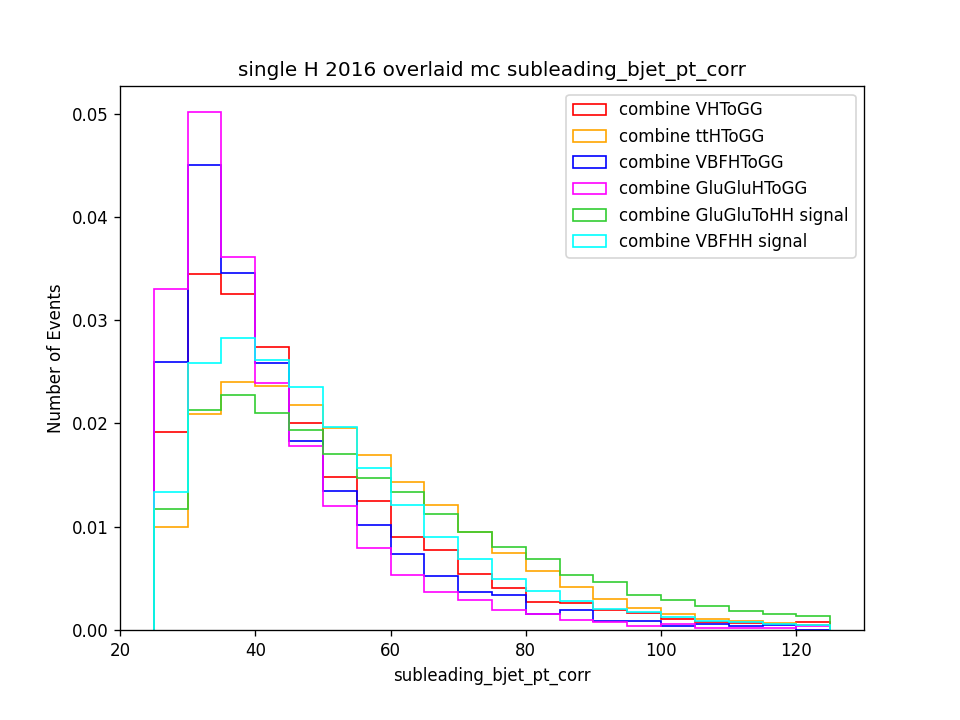 single H 2016 overlaid mc subleading_bjet_pt_corr
combine VHToGG
combine ttHToGG
combine VBFHToGG
combine GluGluHToGG
combine GluGluToHH signal
combine VBFHH signal
Number of Events
0.05
0.04
0.03
0.02
0.01
0.00
20
40
60
80
100
120
subleading_bjet_pt_corr